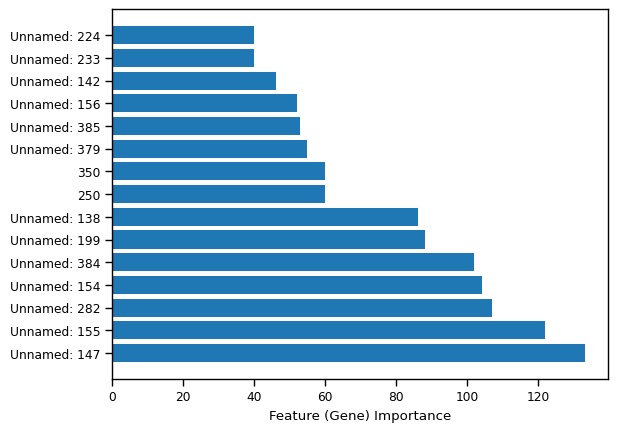 Unnamed: 224
Unnamed: 233
Unnamed: 142
Unnamed: 156
Unnamed: 385
Unnamed: 379
350
250
Unnamed: 138
Unnamed: 199
Unnamed: 384
Unnamed: 154
Unnamed: 282
Unnamed: 155
Unnamed: 147
0 20 40 60 80 100 120
Feature (Gene) Importance